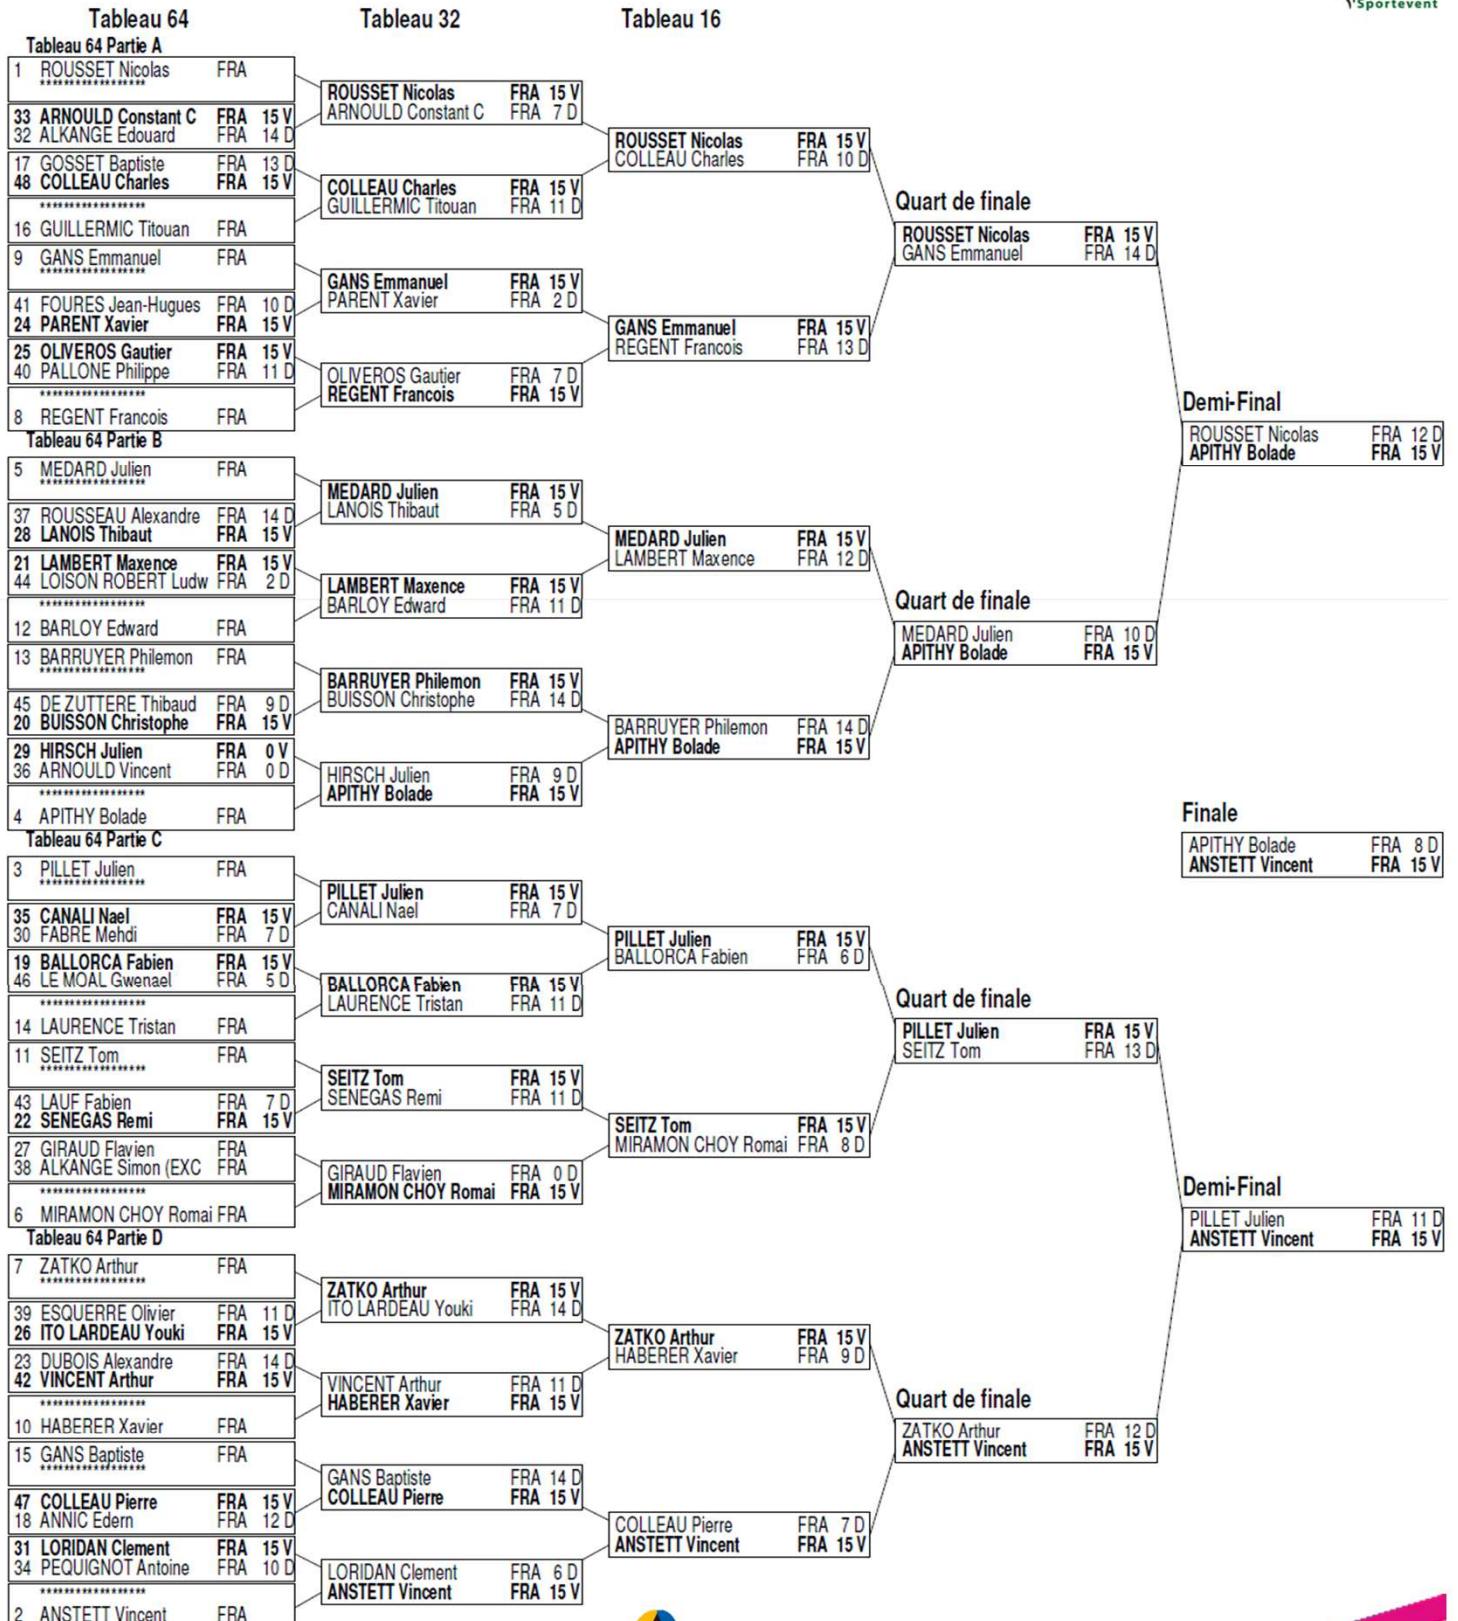 Sportevent
Tableau 64
Tableau 32
Tableau 16
Tableau 64 Partie A
1 ROUSSET Nicolas FRA
******************
33 ARNOULD Constant C FRA 15 V
32 ALKANGE Edouard FRA 14 D
17 GOSSET Baptiste FRA 13 D
48 COLLEAU Charles FRA 15 V
******************
16 GUILLERMIC Titouan FRA
9 GANS Emmanuel FRA
******************
41 FOURES Jean-Hugues FRA 10 D
24 PARENT Xavier FRA 15 V
25 OLIVEROS Gautier FRA 15 V
40 PALLONE Philippe FRA 11 D
******************
8 REGENT Francois FRA
Tableau 64 Partie B
5 MEDARD Julien FRA
******************
37 ROUSSEAU Alexandre FRA 14 D
28 LANOIS Thibaut FRA 15 V
21 LAMBERT Maxence FRA 15 V
44 LOISON ROBERT Ludw FRA 2 D
******************
12 BARLOY Edward FRA
13 BARRUYER Philemon FRA
******************
45 DE ZUTTERE Thibaud FRA 9 D
20 BUISSON Christophe FRA 15 V
29 HIRSCH Julien FRA 0 V
36 ARNOULD Vincent FRA 0 D
******************
4 APITHY Bolade FRA
Tableau 64 Partie C
3 PILLET Julien FRA
******************
35 CANALI Nael FRA 15 V
30 FABRE Mehdi FRA 7 D
19 BALLORCA Fabien FRA 15 V
46 LE MOAL Gwenael FRA 5 D
******************
14 LAURENCE Tristan FRA
11 SEITZ Tom FRA
******************
43 LAUF Fabien FRA 7 D
22 SENEGAS Remi FRA 15 V
27 GIRAUD Flavien FRA
38 ALKANGE Simon (EXC FRA
******************
6 MIRAMON CHOY Romai FRA
Tableau 64 Partie D
7 ZATKO Arthur FRA
******************
39 ESQUERRE Olivier FRA 11 D
26 ITO LARDEAU Youki FRA 15 V
23 DUBOIS Alexandre FRA 14 D
42 VINCENT Arthur FRA 15 V
******************
10 HABERER Xavier FRA
15 GANS Baptiste FRA
******************
47 COLLEAU Pierre FRA 15 V
18 ANNIC Edern FRA 12 D
31 LORIDAN Clement FRA 15 V
34 PEQUIGNOT Antoine FRA 10 D
******************
2 ANSTETT Vincent FRA
ROUSSET Nicolas FRA 15 V
ARNOULD Constant C FRA 7 D
COLLEAU Charles FRA 15 V
GUILLERMIC Titouan FRA 11 D
GANS Emmanuel FRA 15 V
PARENT Xavier FRA 2 D
OLIVEROS Gautier FRA 7 D
REGENT Francois FRA 15 V
MEDARD Julien FRA 15 V
LANOIS Thibaut FRA 5 D
LAMBERT Maxence FRA 15 V
BARLOY Edward FRA 11 D
BARRUYER Philemon FRA 15 V
BUISSON Christophe FRA 14 D
HIRSCH Julien FRA 9 D
APITHY Bolade FRA 15 V
PILLET Julien FRA 15 V
CANALI Nael FRA 7 D
BALLORCA Fabien FRA 15 V
LAURENCE Tristan FRA 11 D
SEITZ Tom FRA 15 V
SENEGAS Remi FRA 11 D
GIRAUD Flavien FRA 0 D
MIRAMON CHOY Romai FRA 15 V
ZATKO Arthur FRA 15 V
ITO LARDEAU Youki FRA 14 D
VINCENT Arthur FRA 11 D
HABERER Xavier FRA 15 V
GANS Baptiste FRA 14 D
COLLEAU Pierre FRA 15 V
LORIDAN Clement FRA 6 D
ANSTETT Vincent FRA 15 V
ROUSSET Nicolas FRA 15 V
COLLEAU Charles FRA 10 D
GANS Emmanuel FRA 15 V
REGENT Francois FRA 13 D
MEDARD Julien FRA 15 V
LAMBERT Maxence FRA 12 D
BARRUYER Philemon FRA 14 D
APITHY Bolade FRA 15 V
PILLET Julien FRA 15 V
BALLORCA Fabien FRA 6 D
SEITZ Tom FRA 15 V
MIRAMON CHOY Romai FRA 8 D
ZATKO Arthur FRA 15 V
HABERER Xavier FRA 9 D
COLLEAU Pierre FRA 7 D
ANSTETT Vincent FRA 15 V
Quart de finale
ROUSSET Nicolas FRA 15 V
GANS Emmanuel FRA 14 D
Quart de finale
MEDARD Julien FRA 10 D
APITHY Bolade FRA 15 V
Quart de finale
PILLET Julien FRA 15 V
SEITZ Tom FRA 13 D
Quart de finale
ZATKO Arthur FRA 12 D
ANSTETT Vincent FRA 15 V
Demi-Final
ROUSSET Nicolas FRA 12 D
APITHY Bolade FRA 15 V
Finale
APITHY Bolade FRA 8 D
ANSTETT Vincent FRA 15 V
Demi-Final
PILLET Julien FRA 11 D
ANSTETT Vincent FRA 15 V